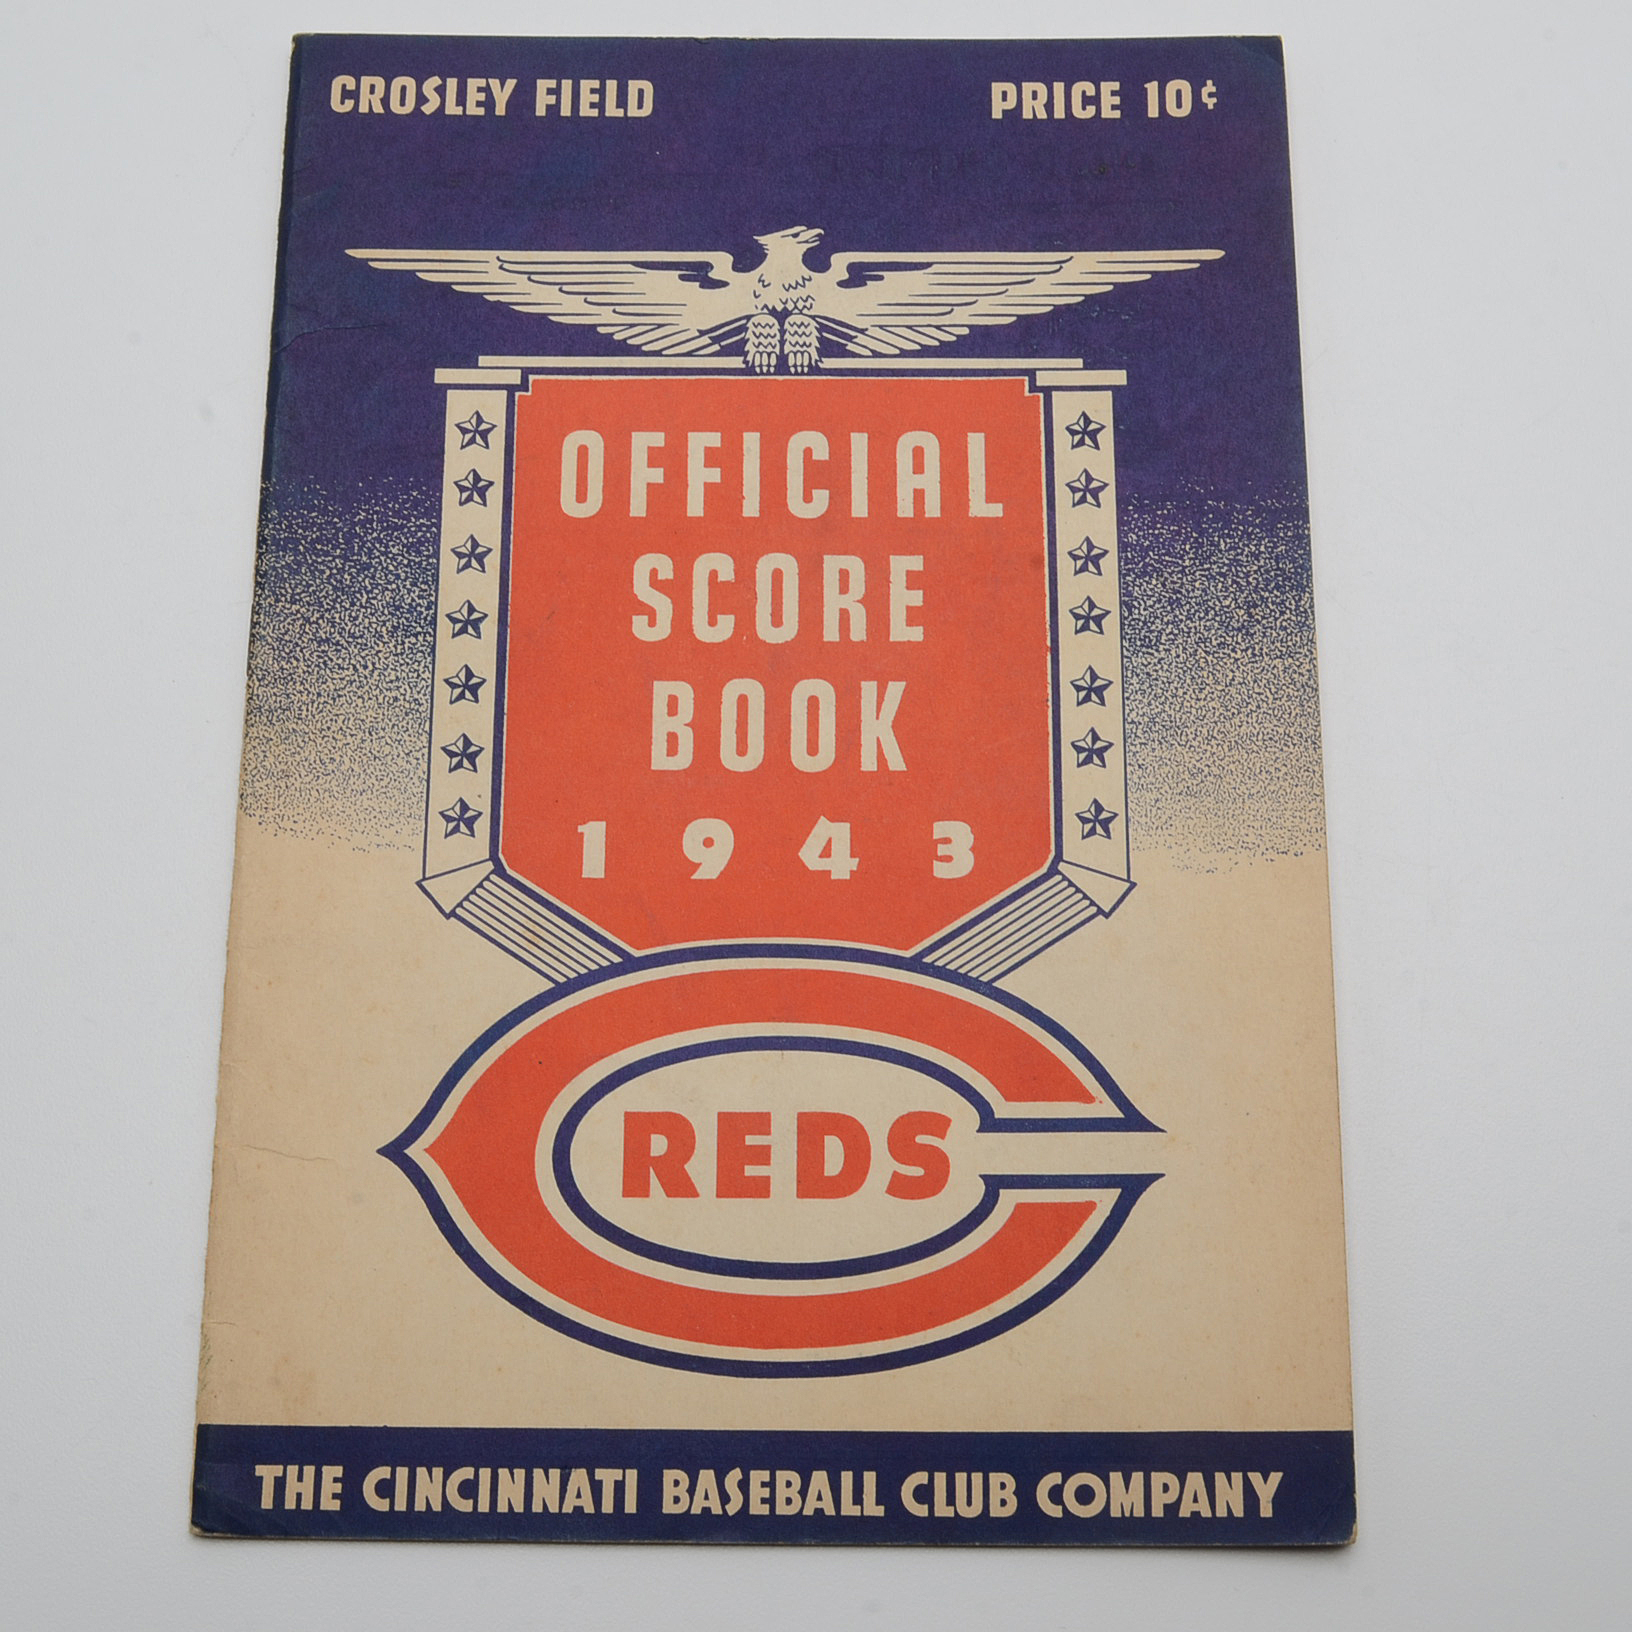 CROSLEY FIELD PRICE 10¢
OFFICIAL
SCORE
BOOK
1943
REDS
THE CINCINNATI BASEBALL CLUB COMPANY